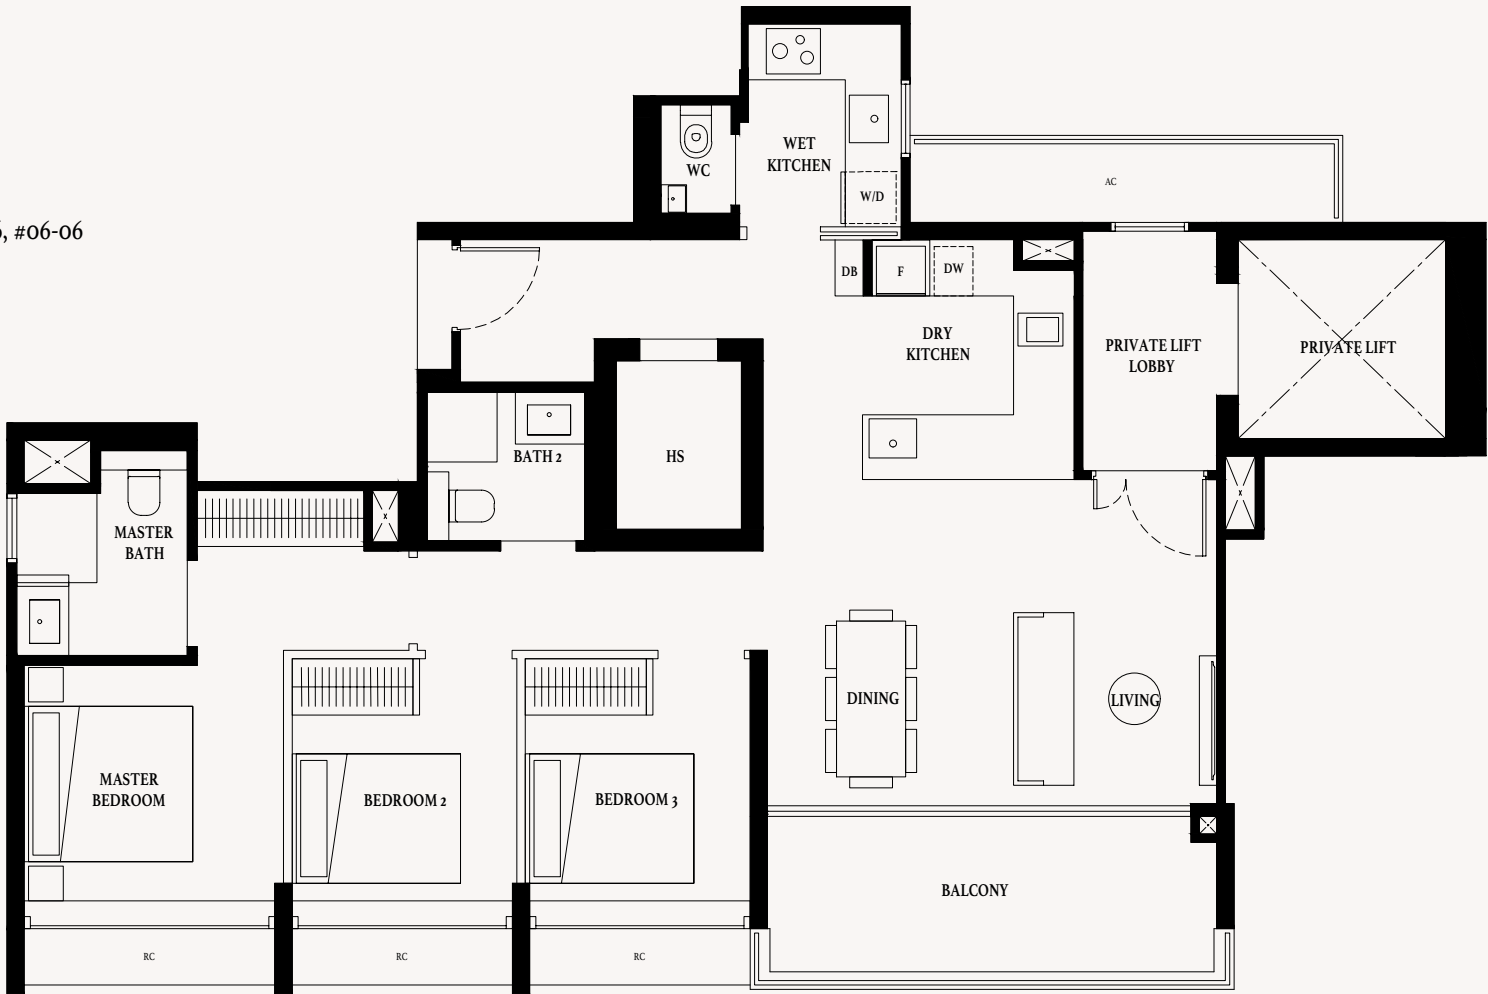 WET
KITCHEN
WC
AC
W/D
, #06-06
DB
F
DW
DRY
KITCHEN
PRIVATE LIFT
LOBBY
PRIVATE LIFT
BATH 2
HS
MASTER
BATH
DINING
LIVING
MASTER
BEDROOM
BEDROOM 2
BEDROOM 3
BALCONY
RC
RC
RC